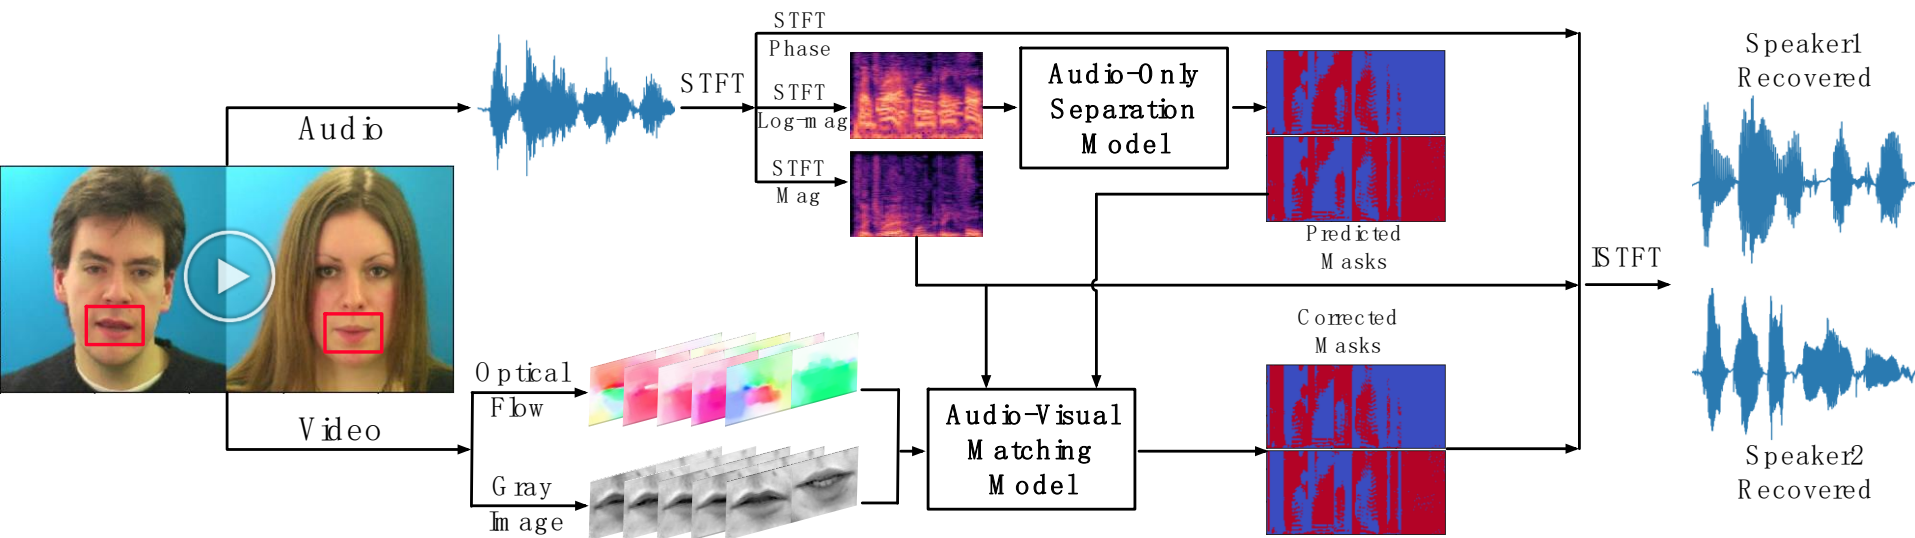 Audio
Video
STFT
STFT
Phase
STFT
Log-mag
STFT
Mag
Audio-Only
Separation
Model
Predicted
Masks
Optical
Flow
Gray
Image
Audio-Visual
Matching
Model
Corrected
Masks
ISTFT
Speaker1
Recovered
Speaker2
Recovered